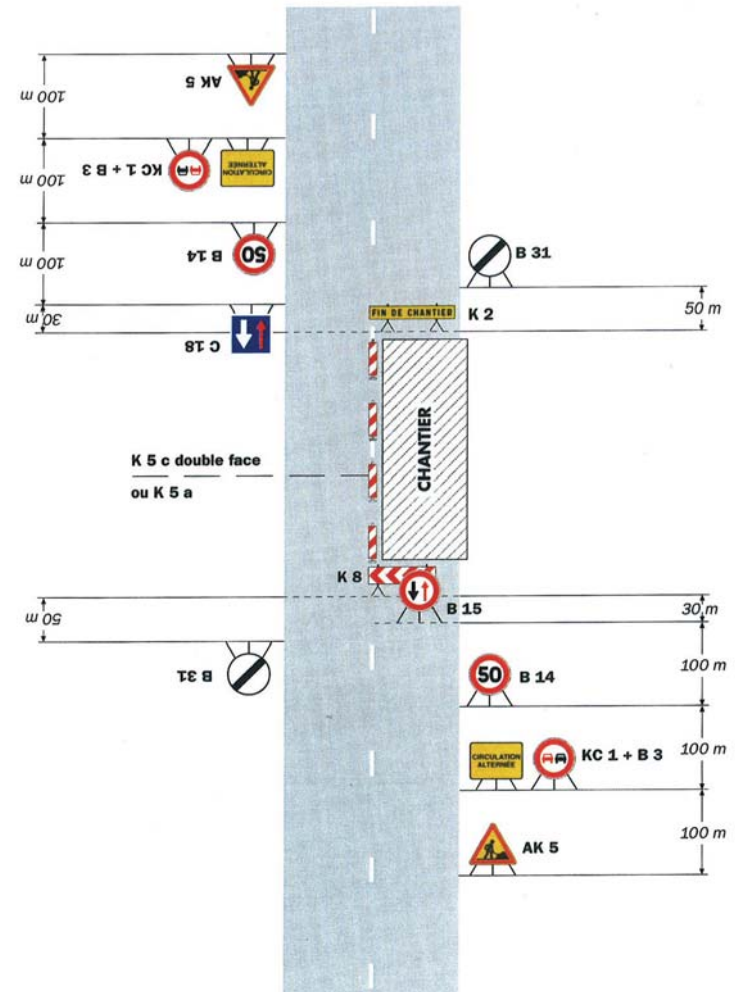 100 m
AK 5
100 m
KC 1 + B 3
CIRCULATION
ALTERNÉE
100 m
B 14
50
B 31
30 m
FIN DE CHANTIER
K 2
50 m
C 18
CHANTIER
K 5 c double face
ou K 5 a
K 8
B 15
30 m
50 m
B 31
100 m
50
B 14
CIRCULATION
ALTERNÉE
KC 1 + B 3
100 m
AK 5
100 m